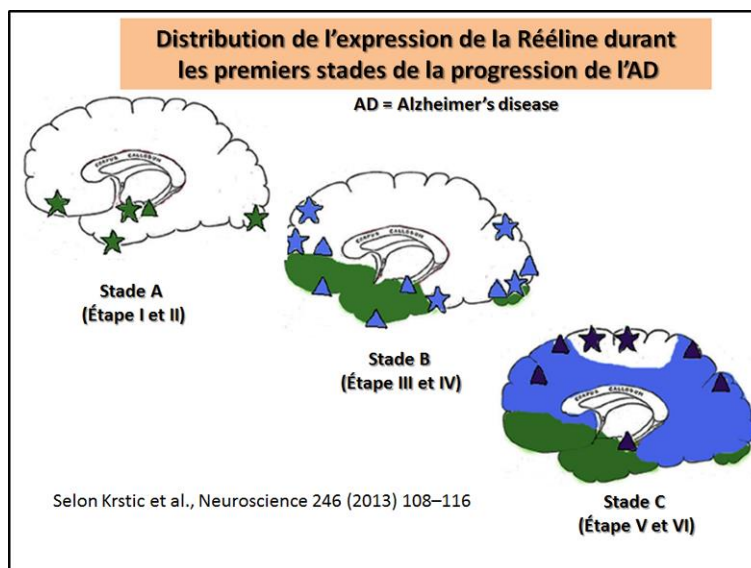 Distribution de l'expression de la Rééline durant
les premiers stades de la progression de l'AD
AD = Alzheimer's disease
CORPUS CALLOSUM
Stade A
(Étape I et II)
CORPUS CALLOSUM
Stade B
(Étape III et IV)
CORPUS CALLOSUM
Stade C
(Étape V et VI)
Selon Krstic et al., Neuroscience 246 (2013) 108–116